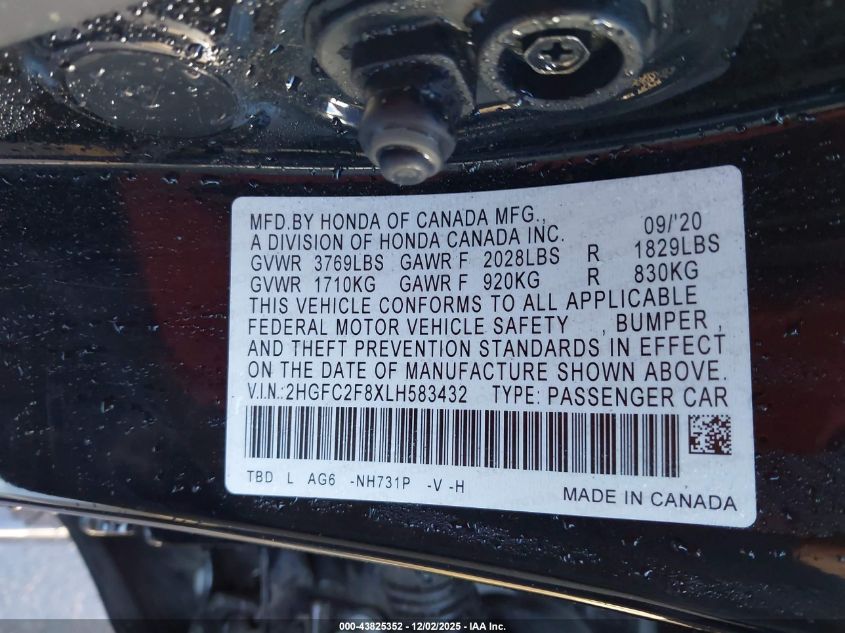 MFD.BY HONDA OF CANADA MFG., 09/'20
A DIVISION OF HONDA CANADA INC.
GVWR 3769LBS GAWR F 2028LBS R 1829LBS
GVWR 1710KG GAWR F 920KG R 830KG
THIS VEHICLE CONFORMS TO ALL APPLICABLE
FEDERAL MOTOR VEHICLE SAFETY , BUMPER ,
AND THEFT PREVENTION STANDARDS IN EFFECT
ON THE DATE OF MANUFACTURE SHOWN ABOVE.
V.I.N.:2HGFC2F8XLH583432 TYPE: PASSENGER CAR
TBD L AG6 -NH731P -V -H
MADE IN CANADA
000-43825352 - 12/02/2025 - IAA Inc.